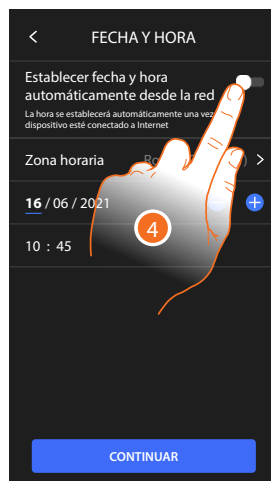 FECHA Y HORA
Establecer fecha y hora
automáticamente desde la red
La hora se establecerá automáticamente una vez
dispositivo esté conectado a Internet
Zona horaria
16 / 06 / 2021
10 : 45
4
CONTINUAR